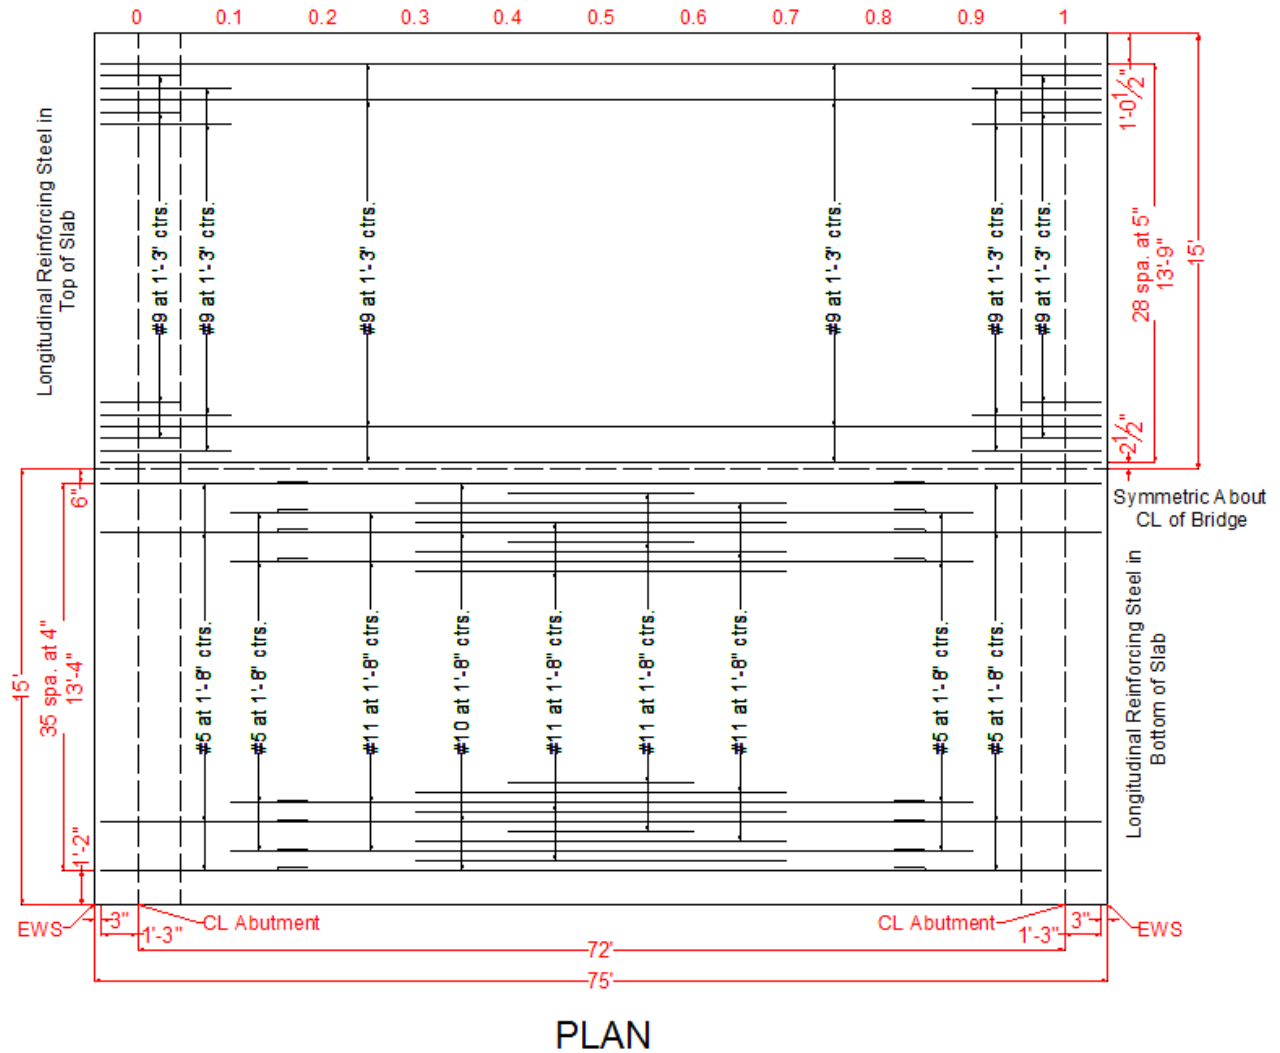 0 0.1 0.2 0.3 0.4 0.5 0.6 0.7 0.8 0.9 1
Longitudinal Reinforcing Steel in
Top of Slab
#9 at 1'-3" ctrs.
#9 at 1'-3" ctrs.
#9 at 1'-3" ctrs.
#9 at 1'-3" ctrs.
#9 at 1'-3" ctrs.
#9 at 1'-3" ctrs.
1'-0½"
28 spa. at 5"
13'-9"
15'
2½"
Symmetric About
CL of Bridge
6"
15'
35 spa. at 4"
13'-4"
1'-2"
#5 at 1'-8" ctrs.
#5 at 1'-8" ctrs.
#11 at 1'-8" ctrs.
#10 at 1'-8" ctrs.
#11 at 1'-8" ctrs.
#11 at 1'-8" ctrs.
#11 at 1'-8" ctrs.
#5 at 1'-8" ctrs.
#5 at 1'-8" ctrs.
Longitudinal Reinforcing Steel in
Bottom of Slab
EWS 3" CL Abutment CL Abutment 3" EWS
1'-3" 1'-3"
72'
75'
PLAN